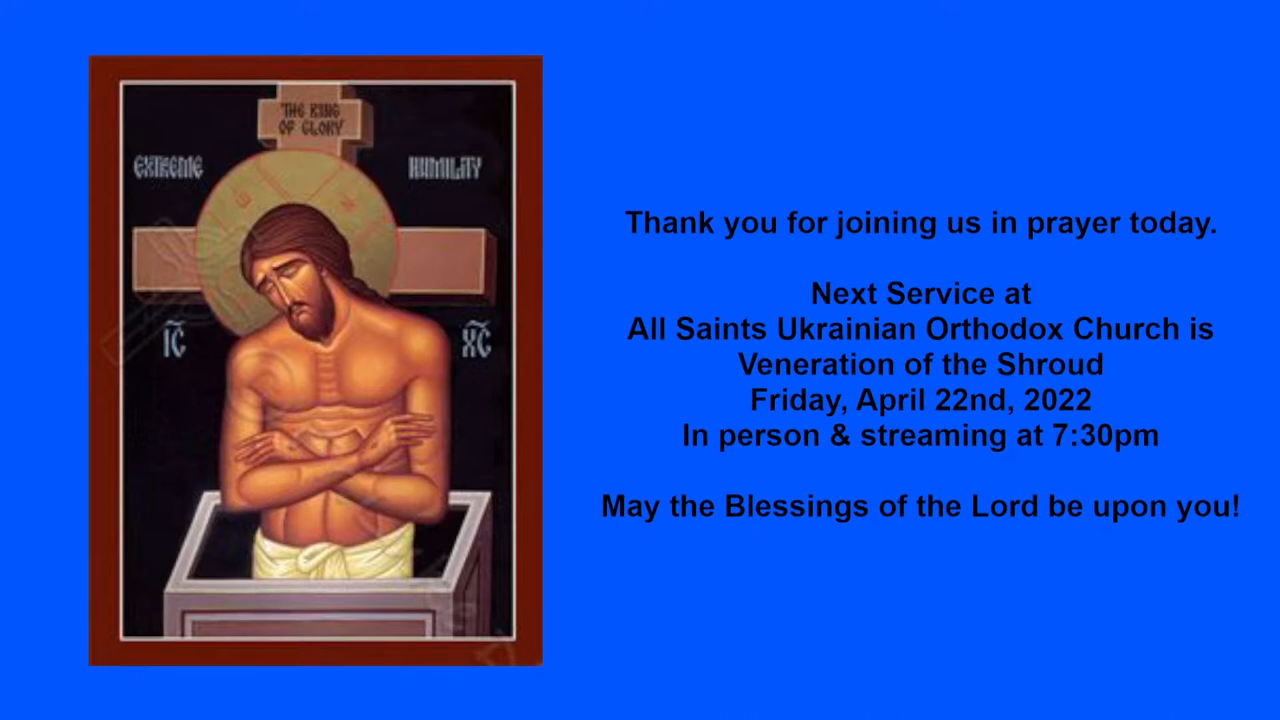 THE KING
OF GLORY
EXTREME
HUMILITY
IC
XC
Thank you for joining us in prayer today.
Next Service at
All Saints Ukrainian Orthodox Church is
Veneration of the Shroud
Friday, April 22nd, 2022
In person & streaming at 7:30pm
May the Blessings of the Lord be upon you!